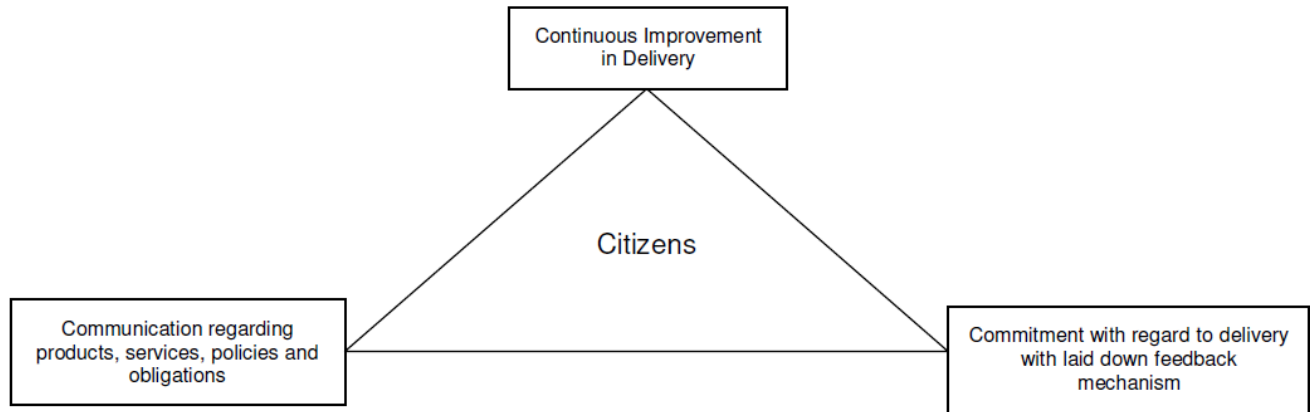 Continuous Improvement
in Delivery
Citizens
Communication regarding
products, services, policies and
obligations
Commitment with regard to delivery
with laid down feedback
mechanism